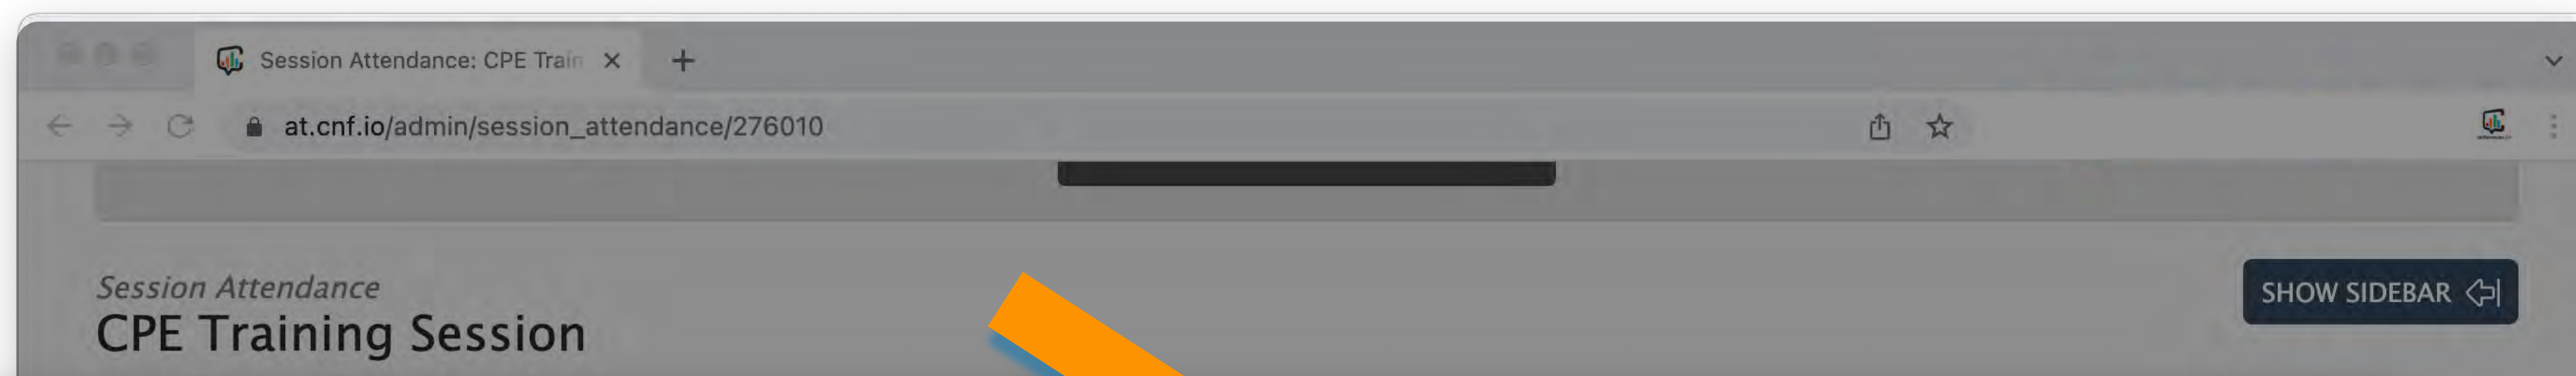 Session Attendance: CPE Train
at.cnf.io/admin/session_attendance/276010
Session Attendance
SHOW SIDEBAR
CPE Training Session